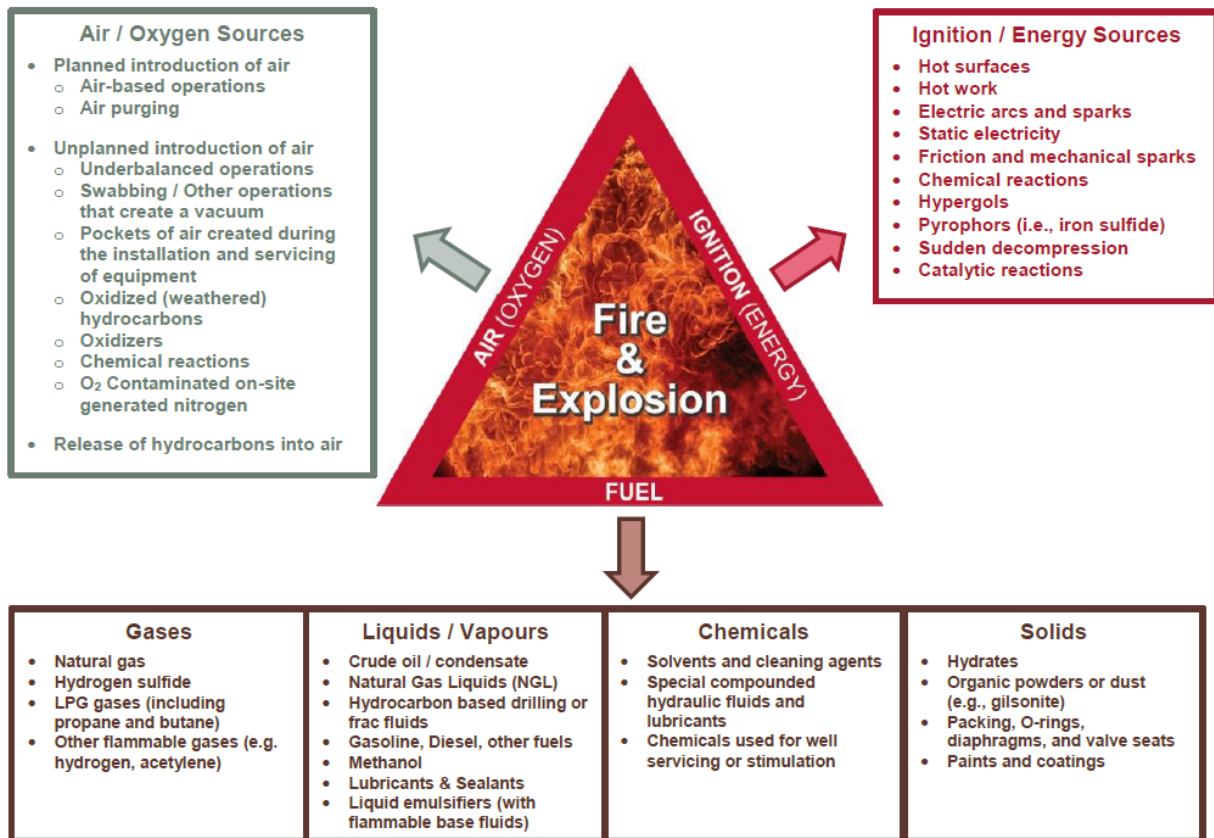 Air / Oxygen Sources
• Planned introduction of air
o Air-based operations
o Air purging
• Unplanned introduction of air
o Underbalanced operations
o Swabbing / Other operations
that create a vacuum
o Pockets of air created during
the installation and servicing
of equipment
o Oxidized (weathered)
hydrocarbons
o Oxidizers
o Chemical reactions
o O₂ Contaminated on-site
generated nitrogen
• Release of hydrocarbons into air
AIR (OXYGEN)
IGNITION (ENERGY)
Fire
&
Explosion
FUEL
Ignition / Energy Sources
• Hot surfaces
• Hot work
• Electric arcs and sparks
• Static electricity
• Friction and mechanical sparks
• Chemical reactions
• Hypergols
• Pyrophors (i.e., iron sulfide)
• Sudden decompression
• Catalytic reactions
Gases
• Natural gas
• Hydrogen sulfide
• LPG gases (including
propane and butane)
• Other flammable gases (e.g.
hydrogen, acetylene)
Liquids / Vapours
• Crude oil / condensate
• Natural Gas Liquids (NGL)
• Hydrocarbon based drilling or
frac fluids
• Gasoline, Diesel, other fuels
• Methanol
• Lubricants & Sealants
• Liquid emulsifiers (with
flammable base fluids)
Chemicals
• Solvents and cleaning agents
• Special compounded
hydraulic fluids and
lubricants
• Chemicals used for well
servicing or stimulation
Solids
• Hydrates
• Organic powders or dust
(e.g., gilsonite)
• Packing, O-rings,
diaphragms, and valve seats
• Paints and coatings